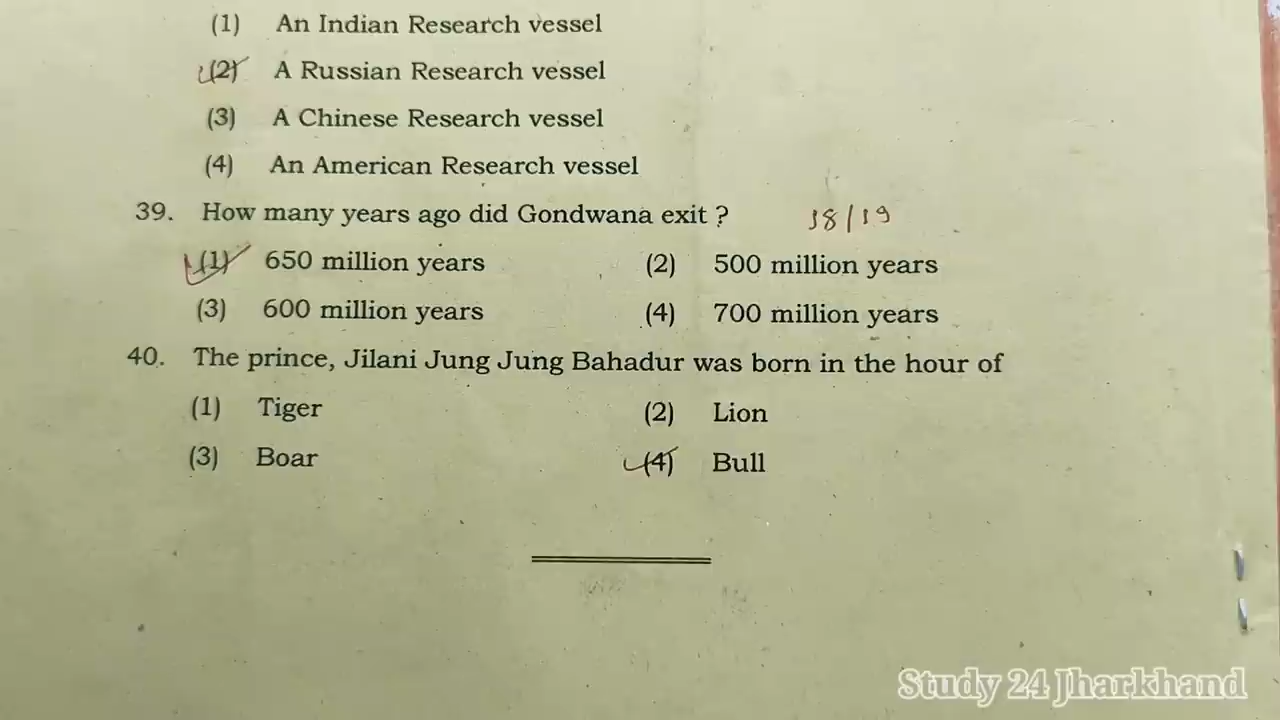 (1) An Indian Research vessel
(2) A Russian Research vessel
(3) A Chinese Research vessel
(4) An American Research vessel
39. How many years ago did Gondwana exit ? 38/39
(1) 650 million years (2) 500 million years
(3) 600 million years (4) 700 million years
40. The prince, Jilani Jung Jung Bahadur was born in the hour of
(1) Tiger (2) Lion
(3) Boar (4) Bull
Study 24 Jharkhand